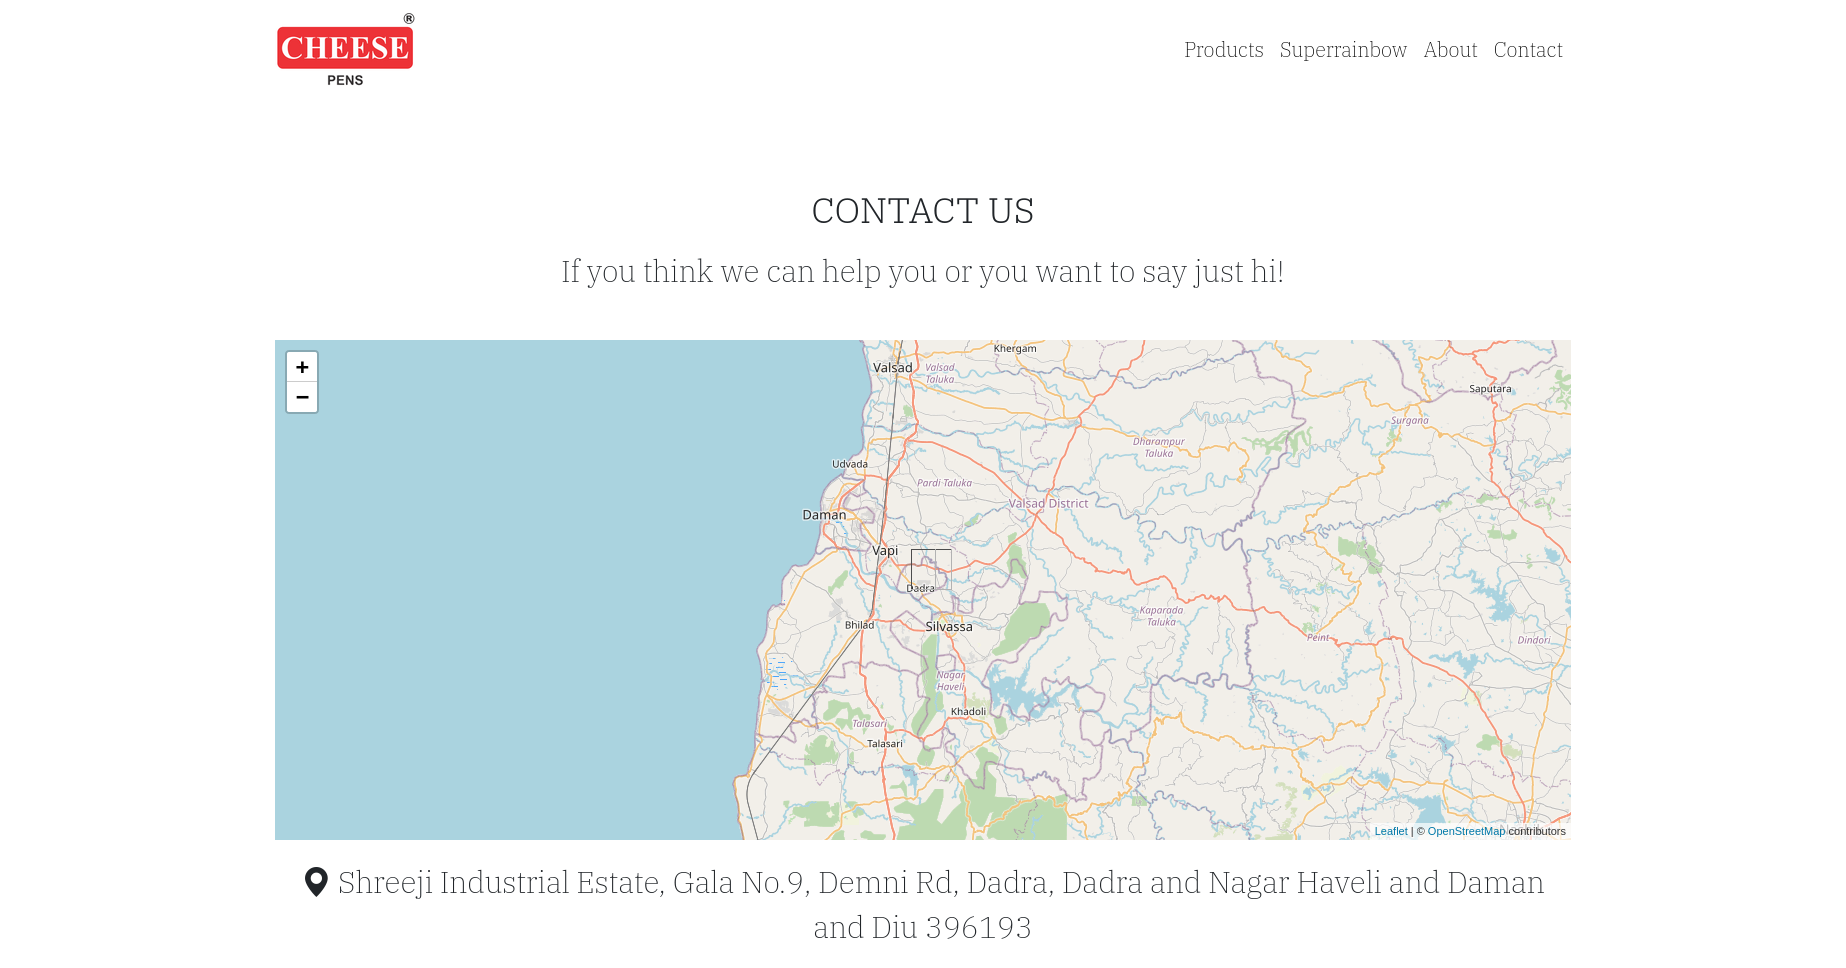 CHEESE®
PENS
Products Superrainbow About Contact
CONTACT US
If you think we can help you or you want to say just hi!
+
−
Khergam
Valsad
Valsad
Taluka
Saputara
Surgana
Dharampur
Taluka
Udvada
Pardi Taluka
Valsad District
Daman
Vapi
Dadra
Kaparada
Taluka
Bhilad
Silvassa
Peint
Dindori
Nagar
Haveli
Khadoli
Talasari
Talasari
Leaflet | © OpenStreetMap contributors
Shreeji Industrial Estate, Gala No.9, Demni Rd, Dadra, Dadra and Nagar Haveli and Daman
and Diu 396193